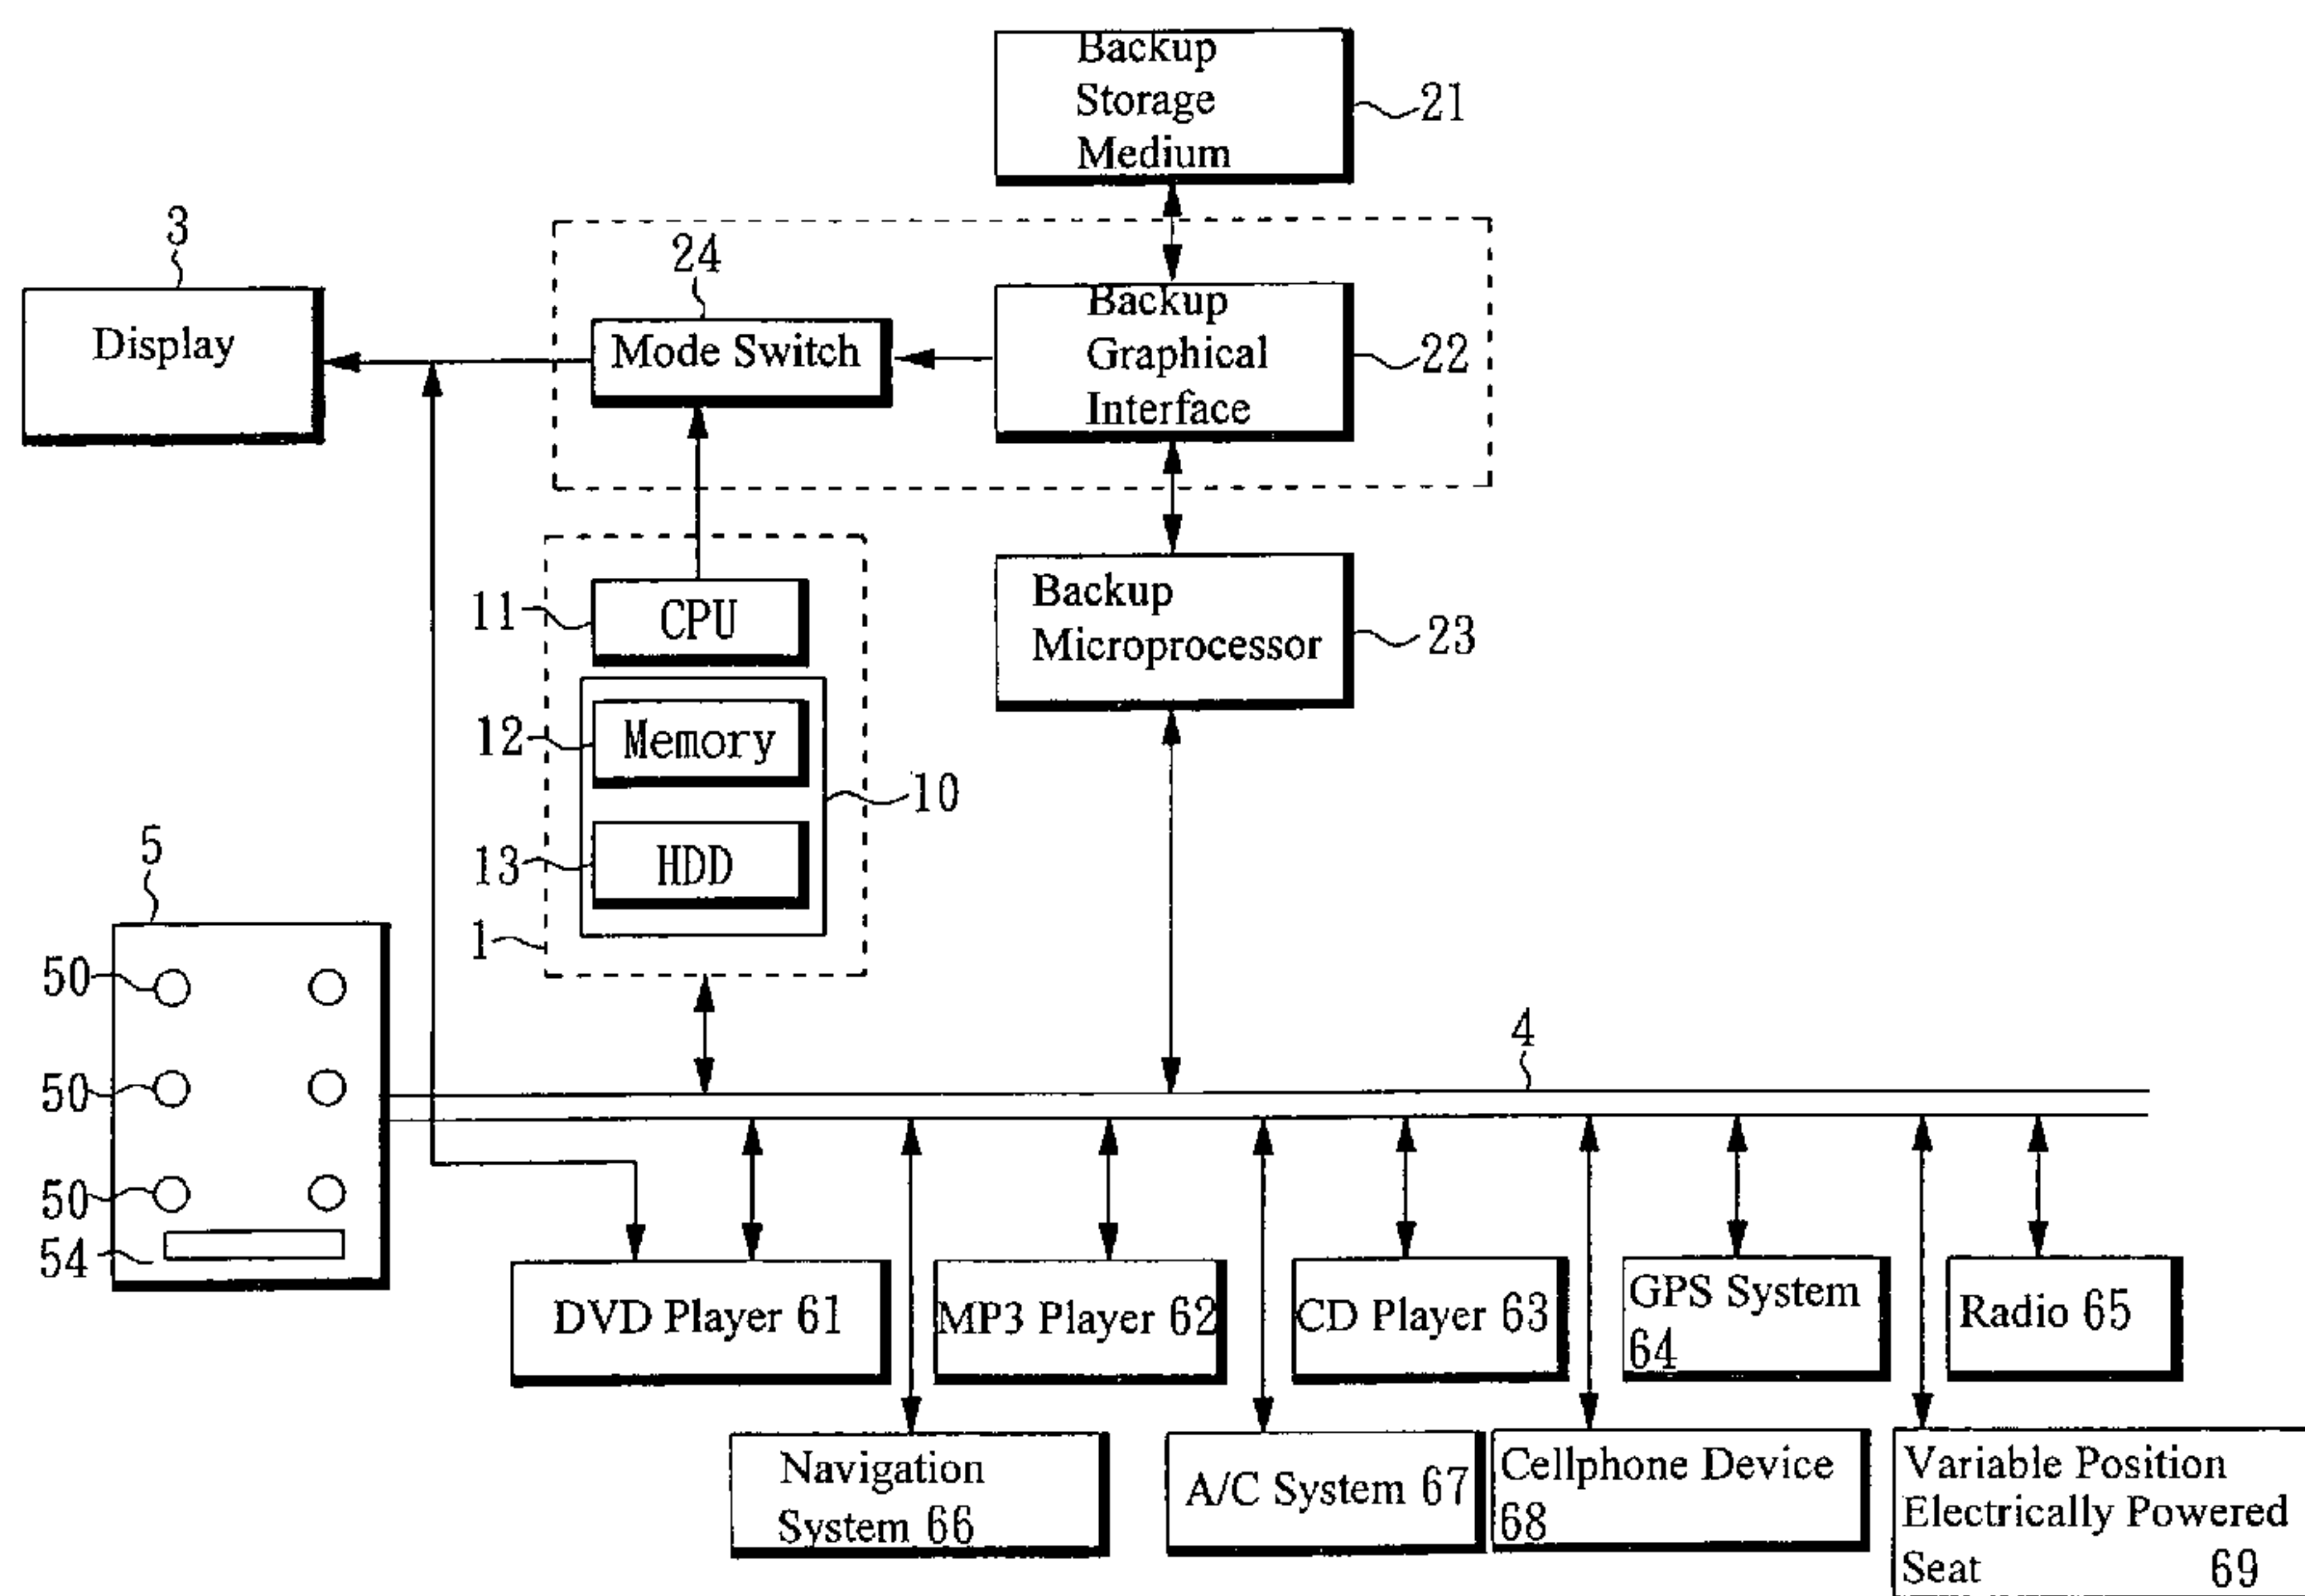 Backup
Storage
Medium
21
3
24
Display
Mode Switch
Backup
Graphical
Interface
22
11
CPU
Backup
Microprocessor
23
12
Memory
10
13
HDD
1
5
50
50
50
54
4
DVD Player 61
MP3 Player 62
CD Player 63
GPS System
64
Radio 65
Navigation
System 66
A/C System 67
Cellphone Device
68
Variable Position
Electrically Powered
Seat 69